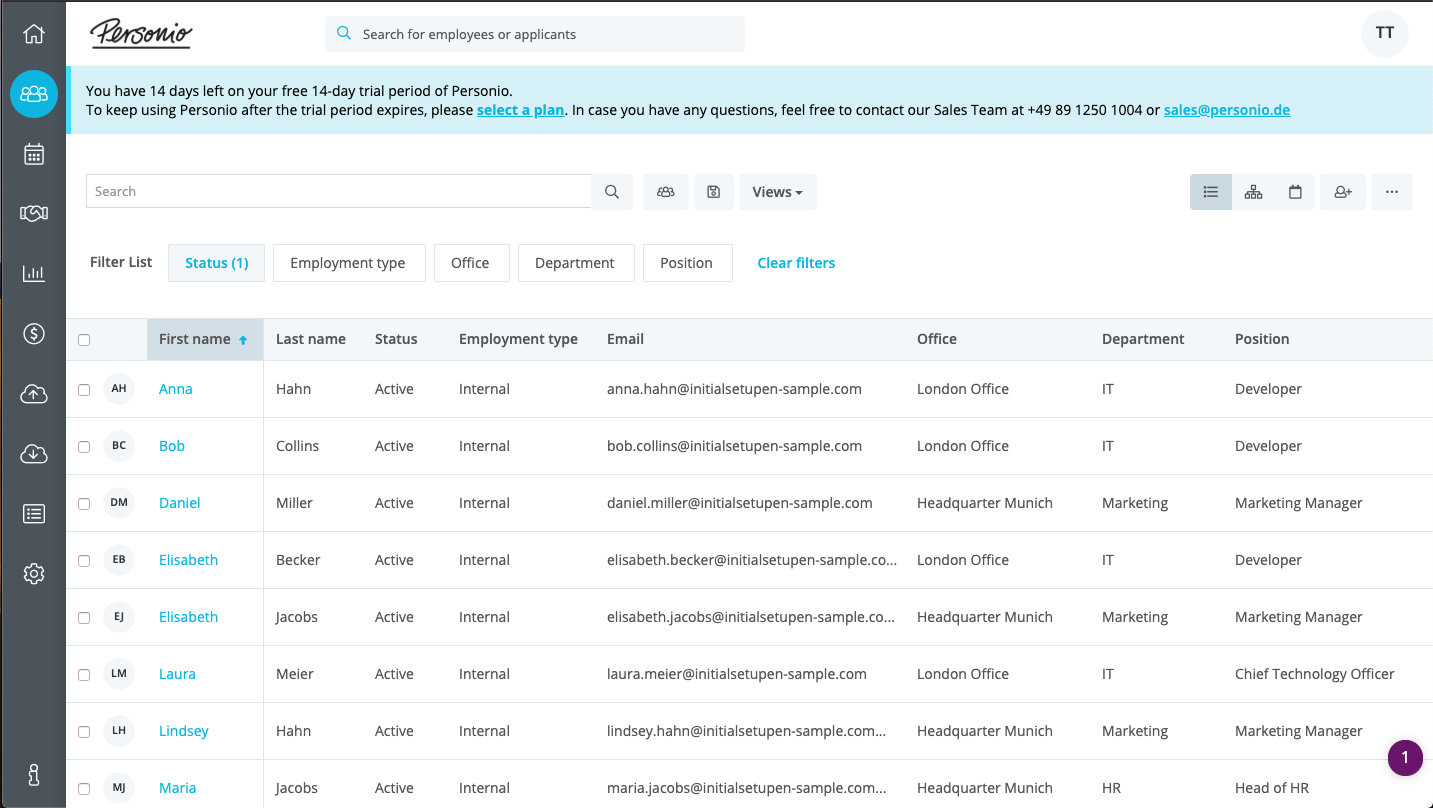 Personio
Search for employees or applicants
TT
You have 14 days left on your free 14-day trial period of Personio.
To keep using Personio after the trial period expires, please select a plan. In case you have any questions, feel free to contact our Sales Team at +49 89 1250 1004 or sales@personio.de
Search
Views
Filter List Status (1) Employment type Office Department Position Clear filters
First name Last name Status Employment type Email Office Department Position
AH Anna Hahn Active Internal anna.hahn@initialsetupen-sample.com London Office IT Developer
BC Bob Collins Active Internal bob.collins@initialsetupen-sample.com London Office IT Developer
DM Daniel Miller Active Internal daniel.miller@initialsetupen-sample.com Headquarter Munich Marketing Marketing Manager
EB Elisabeth Becker Active Internal elisabeth.becker@initialsetupen-sample.co... London Office IT Developer
EJ Elisabeth Jacobs Active Internal elisabeth.jacobs@initialsetupen-sample.co... Headquarter Munich Marketing Marketing Manager
LM Laura Meier Active Internal laura.meier@initialsetupen-sample.com London Office IT Chief Technology Officer
LH Lindsey Hahn Active Internal lindsey.hahn@initialsetupen-sample.com... Headquarter Munich Marketing Marketing Manager
1
MJ Maria Jacobs Active Internal maria.jacobs@initialsetupen-sample.com... Headquarter Munich HR Head of HR